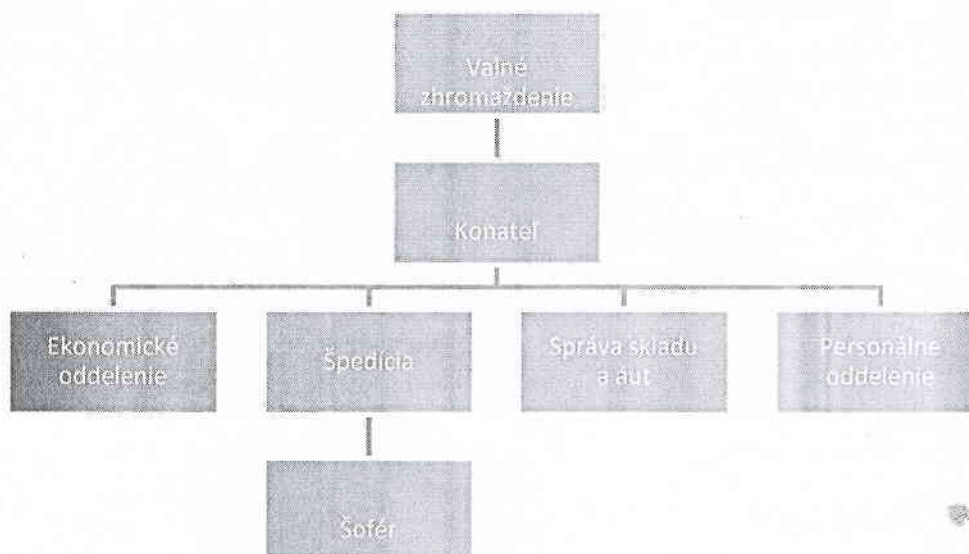 Valné
zhromaždenie
Konateľ
Ekonomické
oddelenie
Špedícia
Správa skladu
a áut
Personálne
oddelenie
Šofér